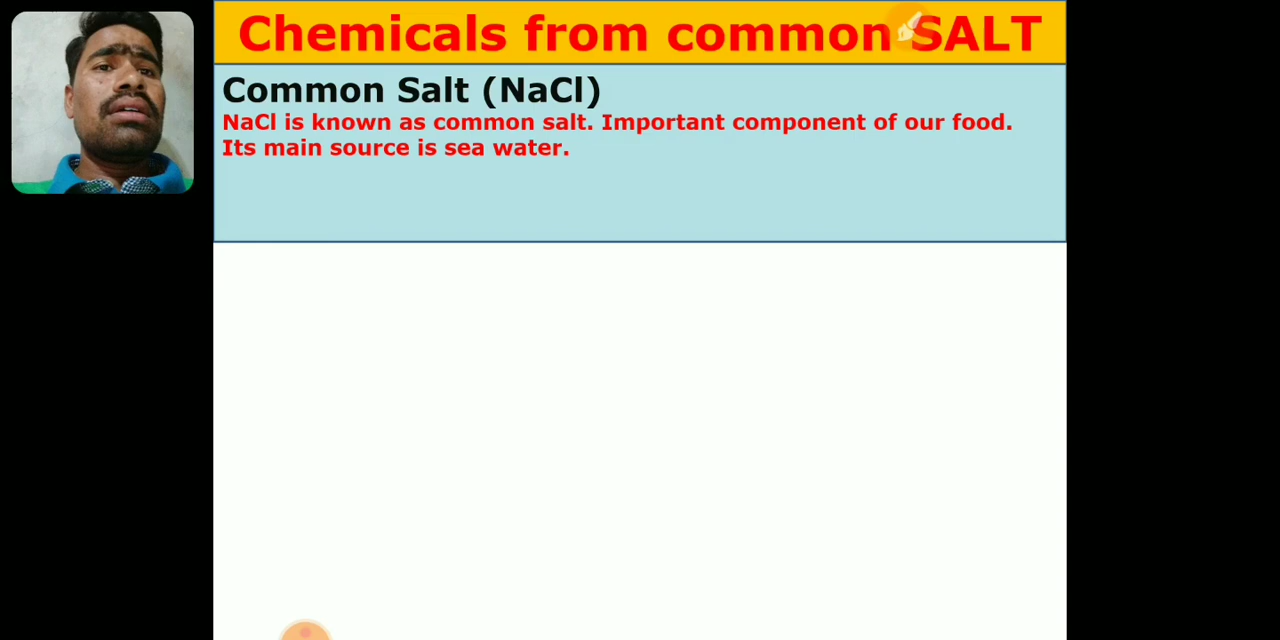 Chemicals from common SALT
Common Salt (NaCl)
NaCl is known as common salt. Important component of our food.
Its main source is sea water.